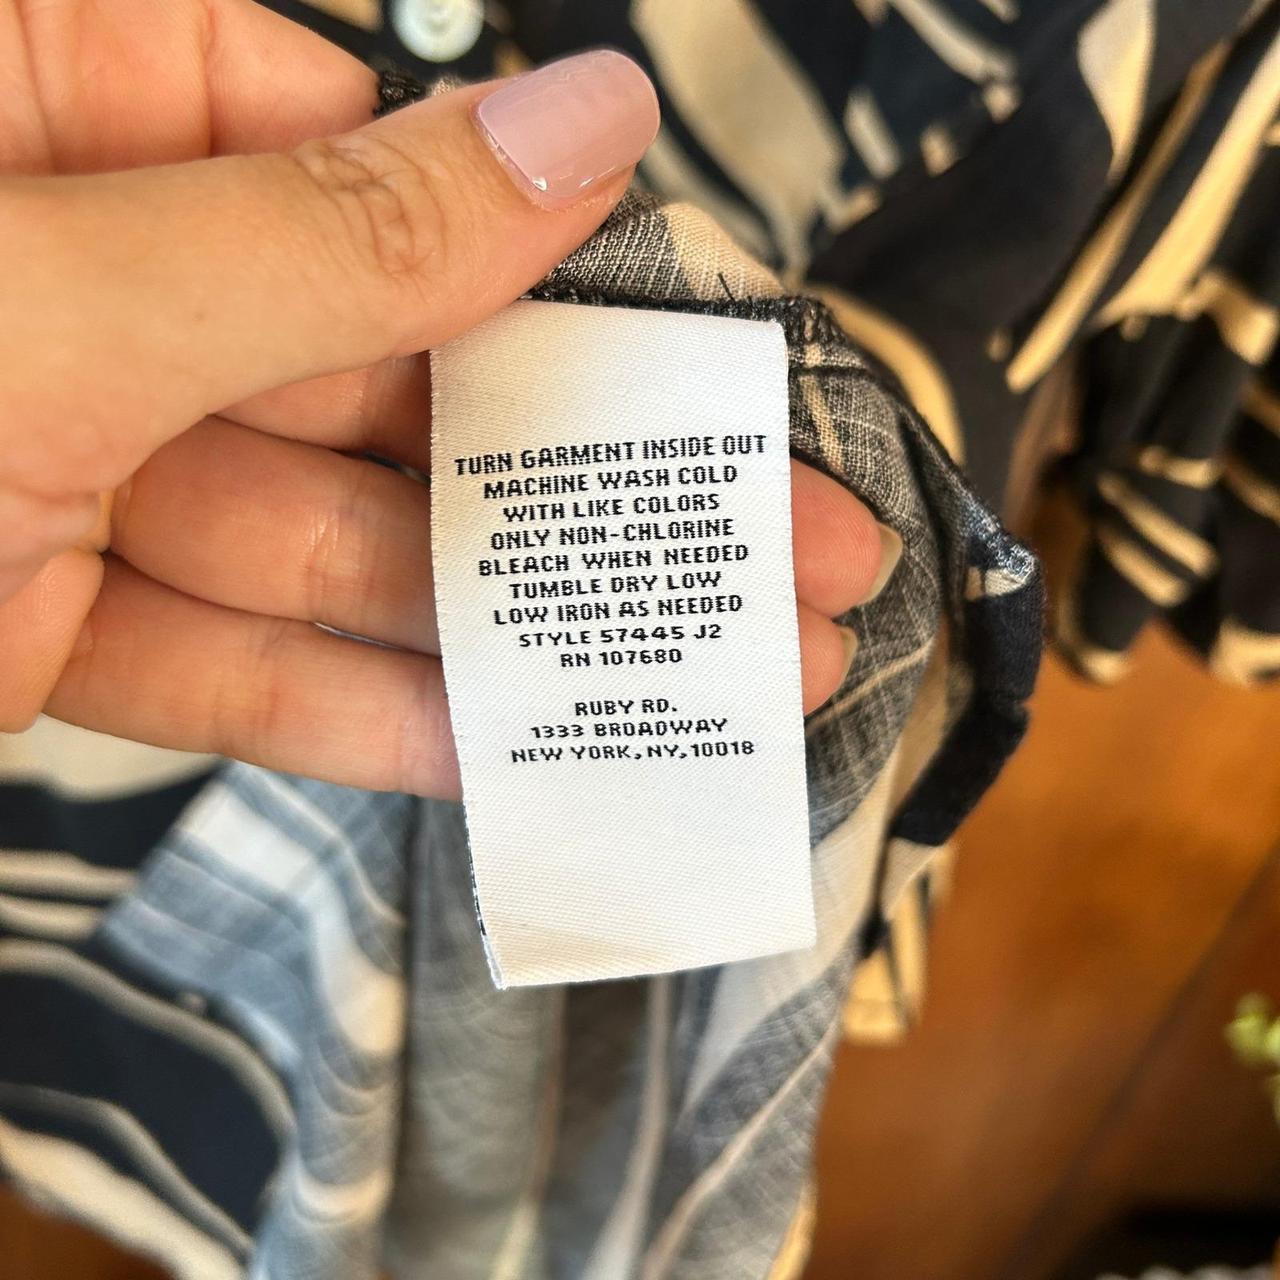 TURN GARMENT INSIDE OUT
MACHINE WASH COLD
WITH LIKE COLORS
ONLY NON-CHLORINE
BLEACH WHEN NEEDED
TUMBLE DRY LOW
LOW IRON AS NEEDED
STYLE 57445 J2
RN 107680
RUBY RD.
1333 BROADWAY
NEW YORK, NY, 10018